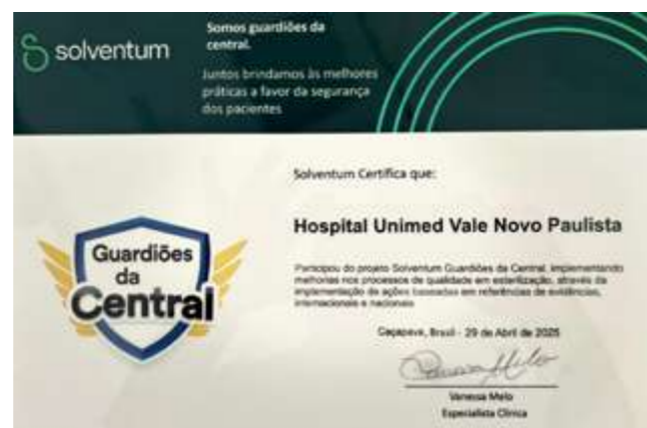 solventum
Somos guardiões da
central.
Juntos brindamos às melhores
práticas a favor da segurança
dos pacientes
Solventum Certifica que:
Hospital Unimed Vale Novo Paulista
Guardiões
da
Central
Participou do projeto Solventum Guardiões da Central, implementando
melhorias nos processos de qualidade em esterilização, através da
implementação de ações baseadas em referências de evidências,
internacionais e nacionais
Caçapava, Brasil - 29 de Abril de 2025
Vanessa Melo
Vanessa Melo
Especialista Clínica